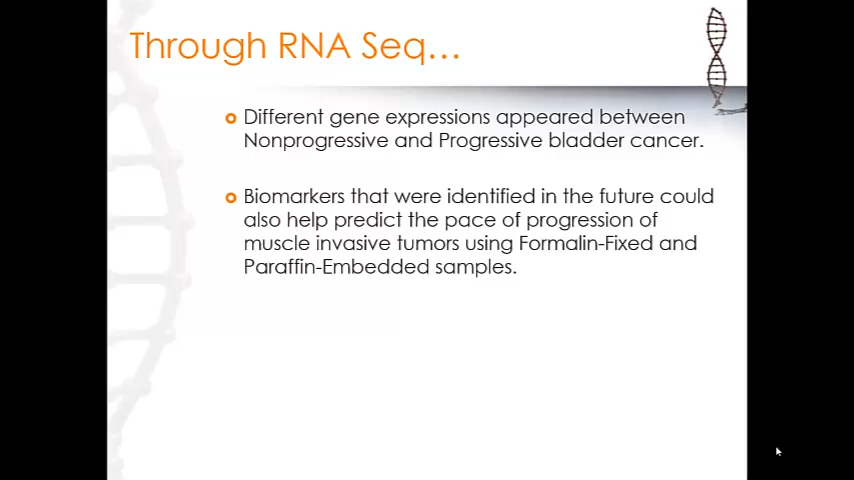 Through RNA Seq...
Different gene expressions appeared between
Nonprogressive and Progressive bladder cancer.
Biomarkers that were identified in the future could
also help predict the pace of progression of
muscle invasive tumors using Formalin-Fixed and
Paraffin-Embedded samples.